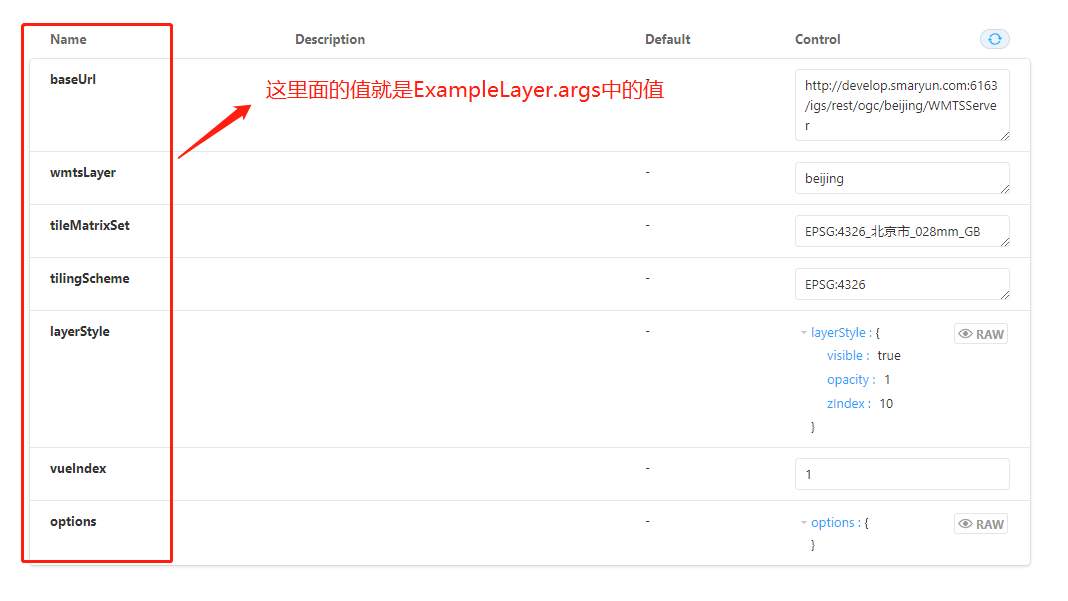 Name Description Default Control
baseUrl - http://develop.smaryun.com:6163
/igs/rest/ogc/beijing/WMTSServe
r
这里面的值就是ExampleLayer.args中的值
wmtsLayer - beijing
tileMatrixSet - EPSG:4326_北京市_028mm_GB
tilingScheme - EPSG:4326
layerStyle - layerStyle : { RAW
visible : true
opacity : 1
zIndex : 10
}
vueIndex - 1
options - options : { RAW
}